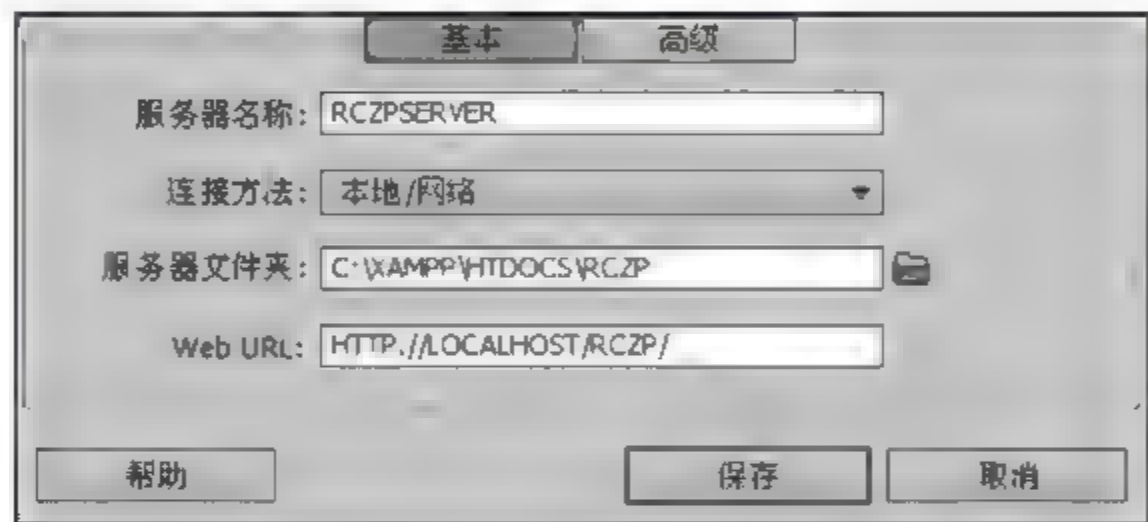 基本 高级
服务器名称: RCZPSERVER
连接方法: 本地/网络
服务器文件夹: C:\XAMPP\HTDOCS\RCZP
Web URL: HTTP://LOCALHOST/RCZP/
帮助 保存 取消